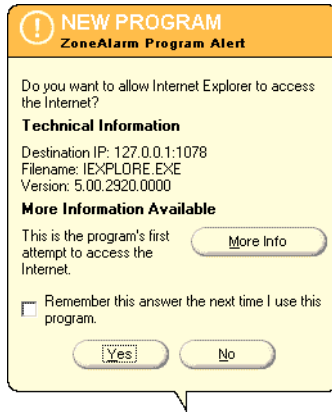 NEW PROGRAM
ZoneAlarm Program Alert
Do you want to allow Internet Explorer to access
the Internet?
Technical Information
Destination IP: 127.0.0.1:1078
Filename: IEXPLORE.EXE
Version: 5.00.2920.0000
More Information Available
This is the program's first
attempt to access the
Internet.
More Info
Remember this answer the next time I use this
program.
Yes
No